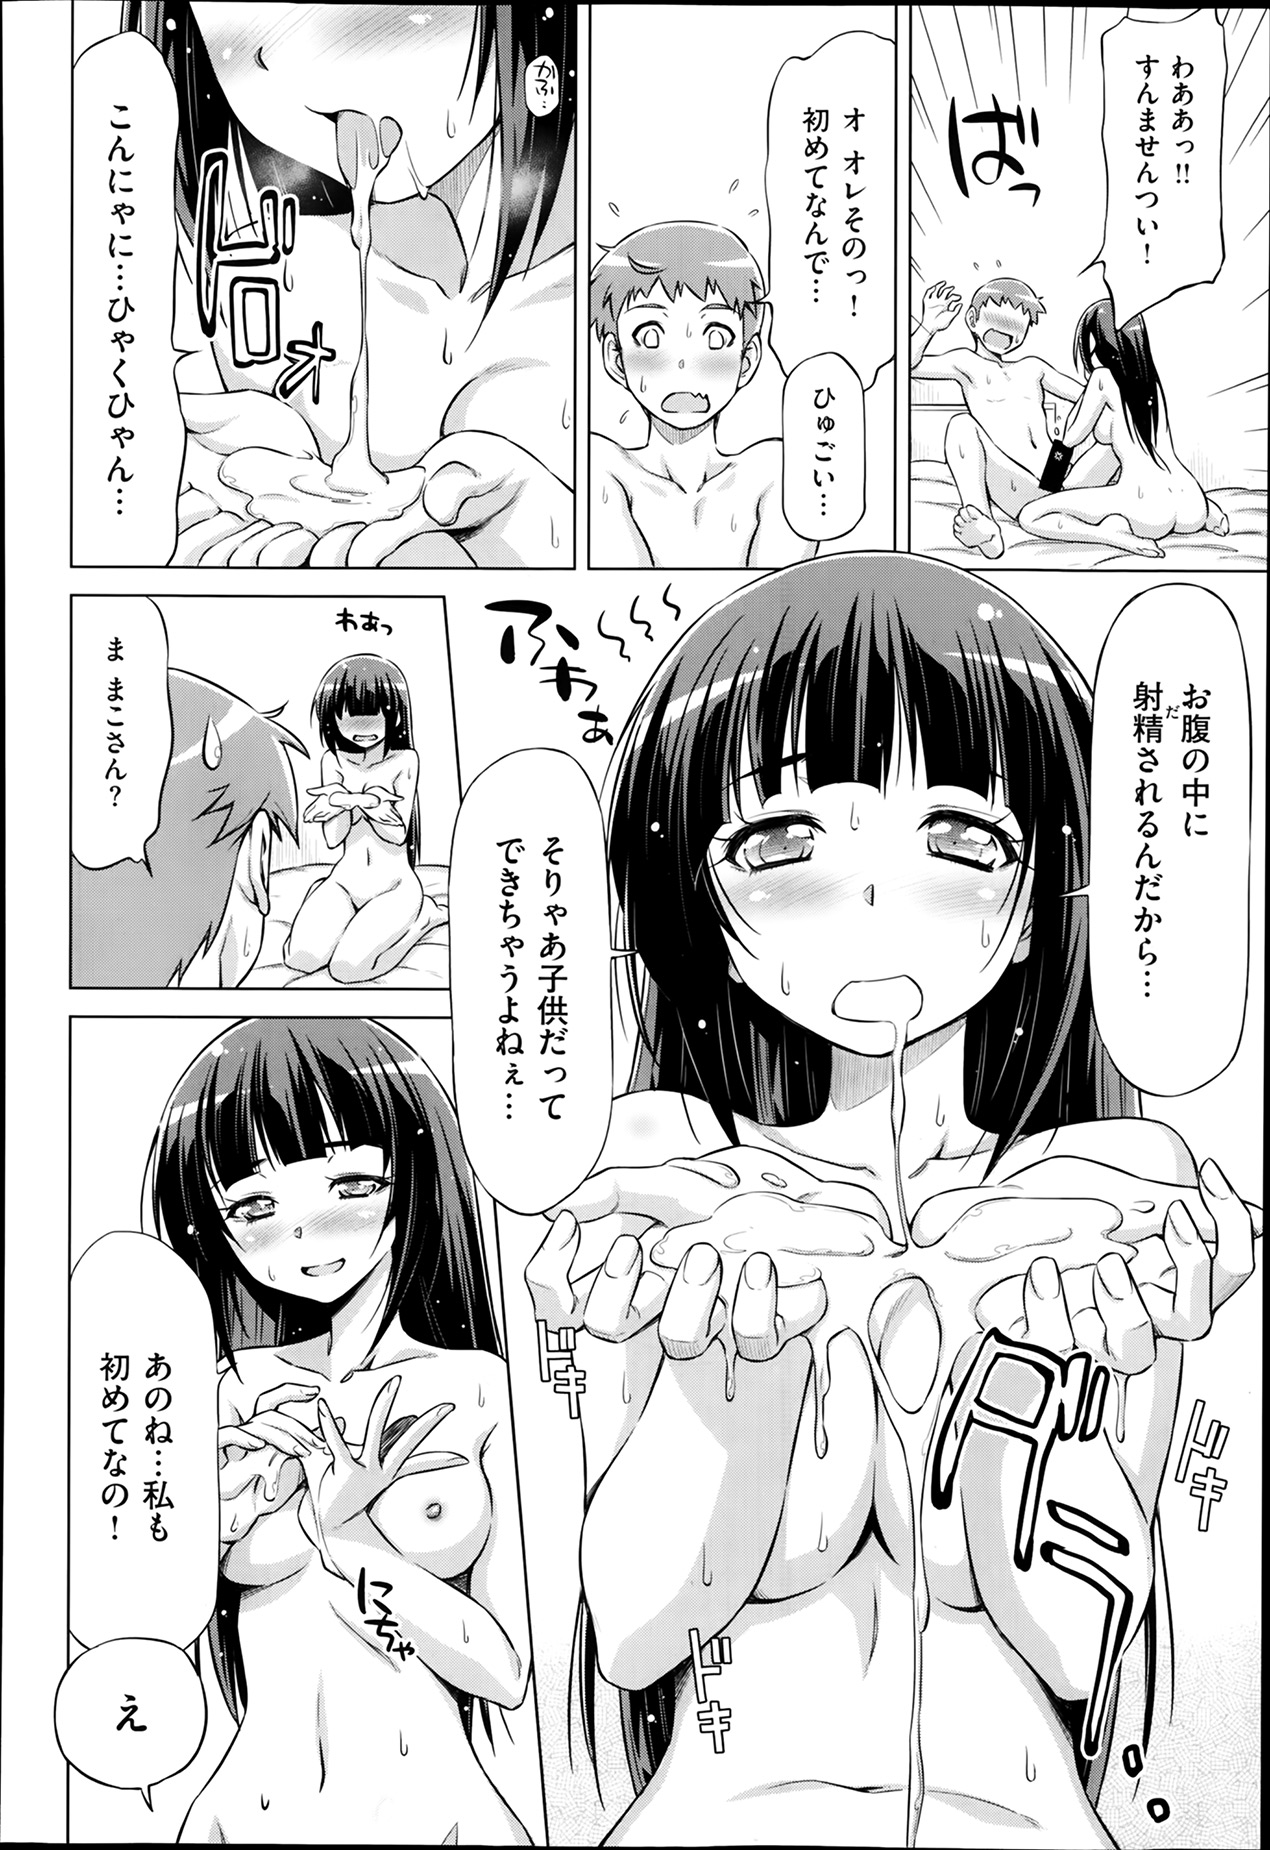 わああっ!!
すんませんつい!
ばっ
オ オレそのっ!
初めてなんで…
ひゅごい…
かふ…
ドロォ
こんにゃに…ひゃくひゃん…
お腹の中に
射精されるんだから…
だ
ふわぁ
そりゃあ子供だって
できちゃうよねぇ…
ドキ
ドキ
ドキ
わあっ
ま まこさん?
あのね…私も
初めてなの!
にちゃ
え